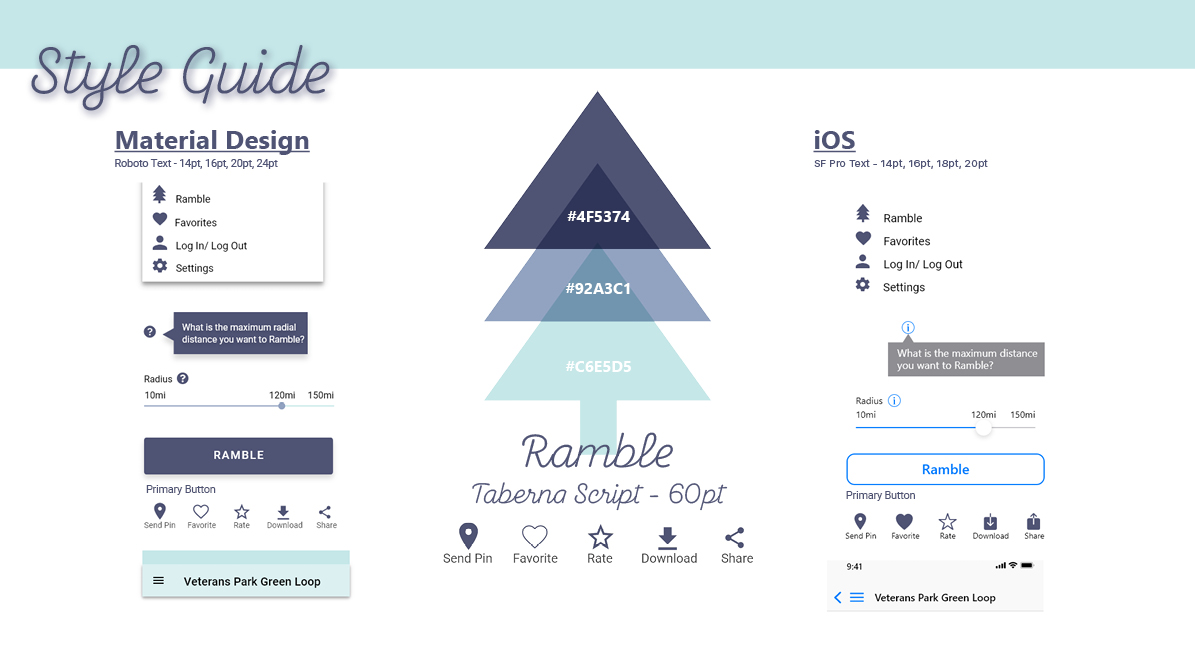 Style Guide
Material Design
Roboto Text - 14pt, 16pt, 20pt, 24pt
Ramble
Favorites
Log In/ Log Out
Settings
What is the maximum radial
distance you want to Ramble?
Radius
10mi 120mi 150mi
RAMBLE
Primary Button
Send Pin Favorite Rate Download Share
Veterans Park Green Loop
#4F5374
#92A3C1
#C6E5D5
Ramble
Taberna Script - 60pt
Send Pin Favorite Rate Download Share
iOS
SF Pro Text - 14pt, 16pt, 18pt, 20pt
Ramble
Favorites
Log In/ Log Out
Settings
What is the maximum distance
you want to Ramble?
Radius
10mi 120mi 150mi
Ramble
Primary Button
Send Pin Favorite Rate Download Share
9:41
Veterans Park Green Loop